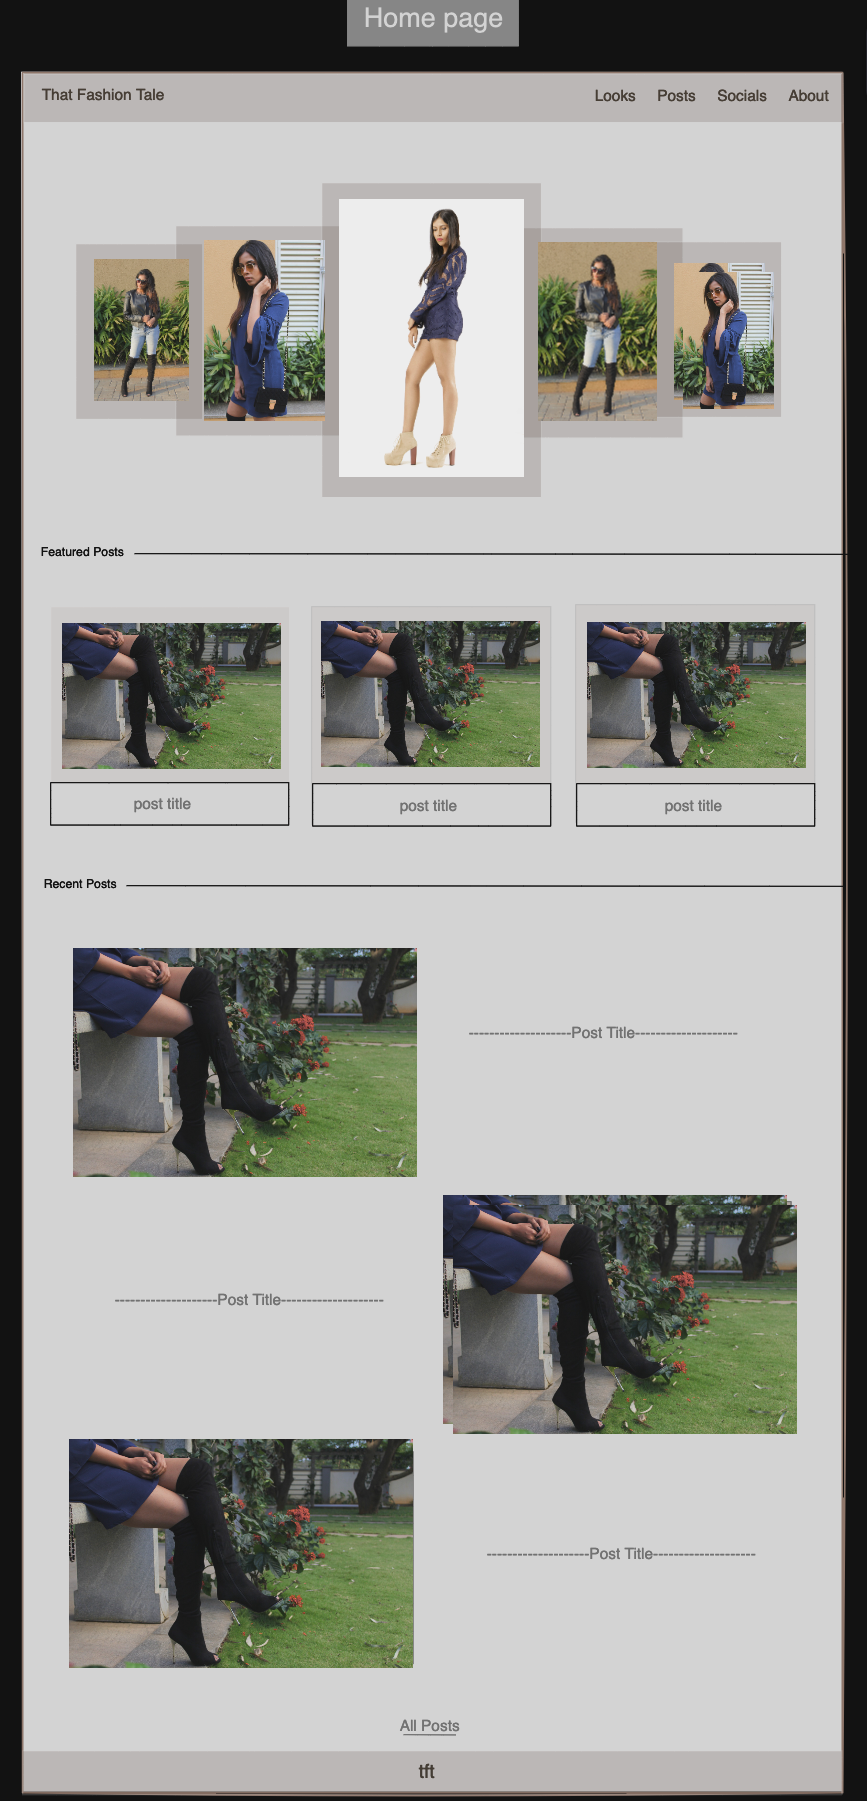 Home page
That Fashion Tale
Looks Posts Socials About
Featured Posts
post title
post title
post title
Recent Posts
--------------------Post Title--------------------
--------------------Post Title--------------------
--------------------Post Title--------------------
All Posts
tft